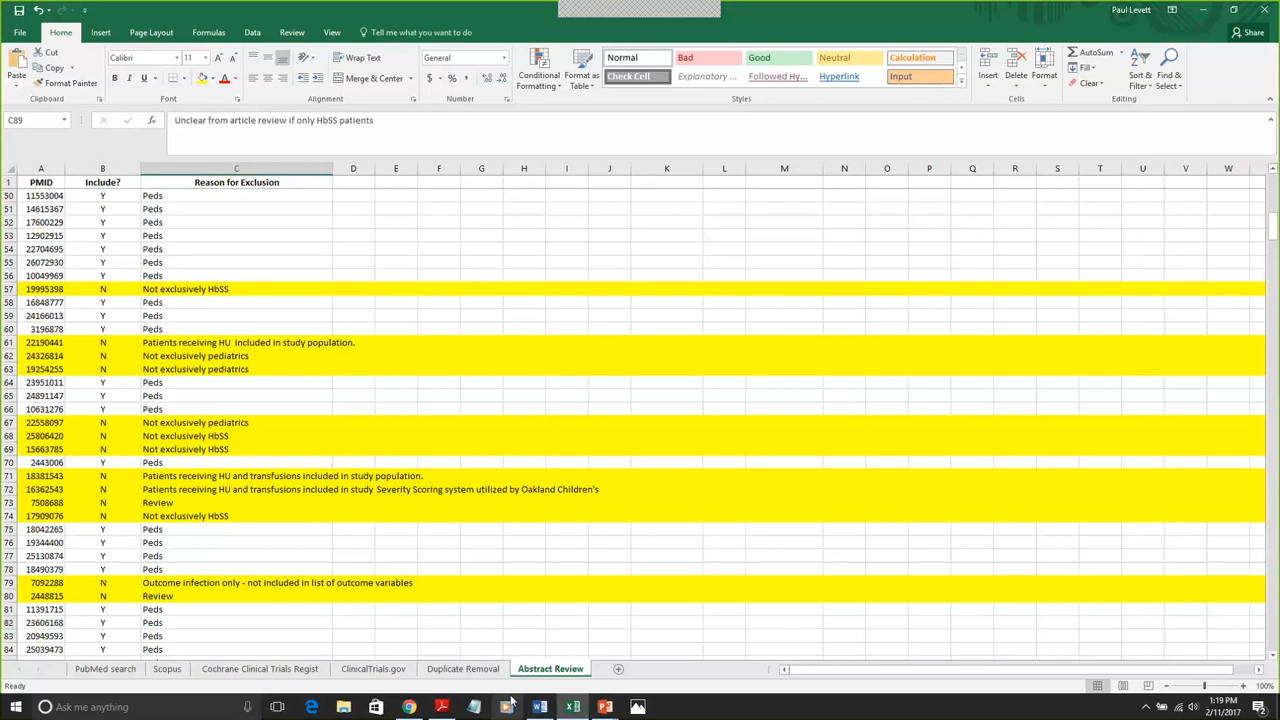 Paul Levett
File Home Insert Page Layout Formulas Data Review View Tell me what you want to do Share
Cut
Copy
Format Painter
Paste
Calibri 11
B I U
Wrap Text
Merge & Center
General
$ % ,
Conditional Formatting
Format as Table
Normal Bad Good Neutral Calculation
Check Cell Explanatory ... Followed Hy... Hyperlink Input
Insert Delete Format
AutoSum
Fill
Clear
Sort & Filter
Find & Select
Clipboard Font Alignment Number Styles Cells Editing
C89 fx Unclear from article review if only HbSS patients
A B C D E F G H I J K L M N O P Q R S T U V W
1 PMID Include? Reason for Exclusion
50 11553004 Y Peds
51 14615367 Y Peds
52 17600229 Y Peds
53 12902915 Y Peds
54 22704695 Y Peds
55 26072930 Y Peds
56 10049969 Y Peds
57 19995398 N Not exclusively HbSS
58 16848777 Y Peds
59 24166013 Y Peds
60 3196878 Y Peds
61 22190441 N Patients receiving HU included in study population.
62 24326814 N Not exclusively pediatrics
63 19254255 N Not exclusively pediatrics
64 23951011 Y Peds
65 24891147 Y Peds
66 10631276 Y Peds
67 22558097 N Not exclusively pediatrics
68 25806420 N Not exclusively HbSS
69 15663785 N Not exclusively HbSS
70 2443006 Y Peds
71 18381543 N Patients receiving HU and transfusions included in study population.
72 16362543 N Patients receiving HU and transfusions included in study Severity Scoring system utilized by Oakland Children's
73 7508688 N Review
74 17909076 N Not exclusively HbSS
75 18042265 Y Peds
76 19344400 Y Peds
77 25130874 Y Peds
78 18490379 Y Peds
79 7092288 N Outcome infection only - not included in list of outcome variables
80 2448815 N Review
81 11391715 Y Peds
82 23606168 Y Peds
83 20949593 Y Peds
84 25039473 Y Peds
PubMed search Scopus Cochrane Clinical Trials Regist ClinicalTrials.gov Duplicate Removal Abstract Review
Ready 100%
Ask me anything
1:19 PM
2/11/2017